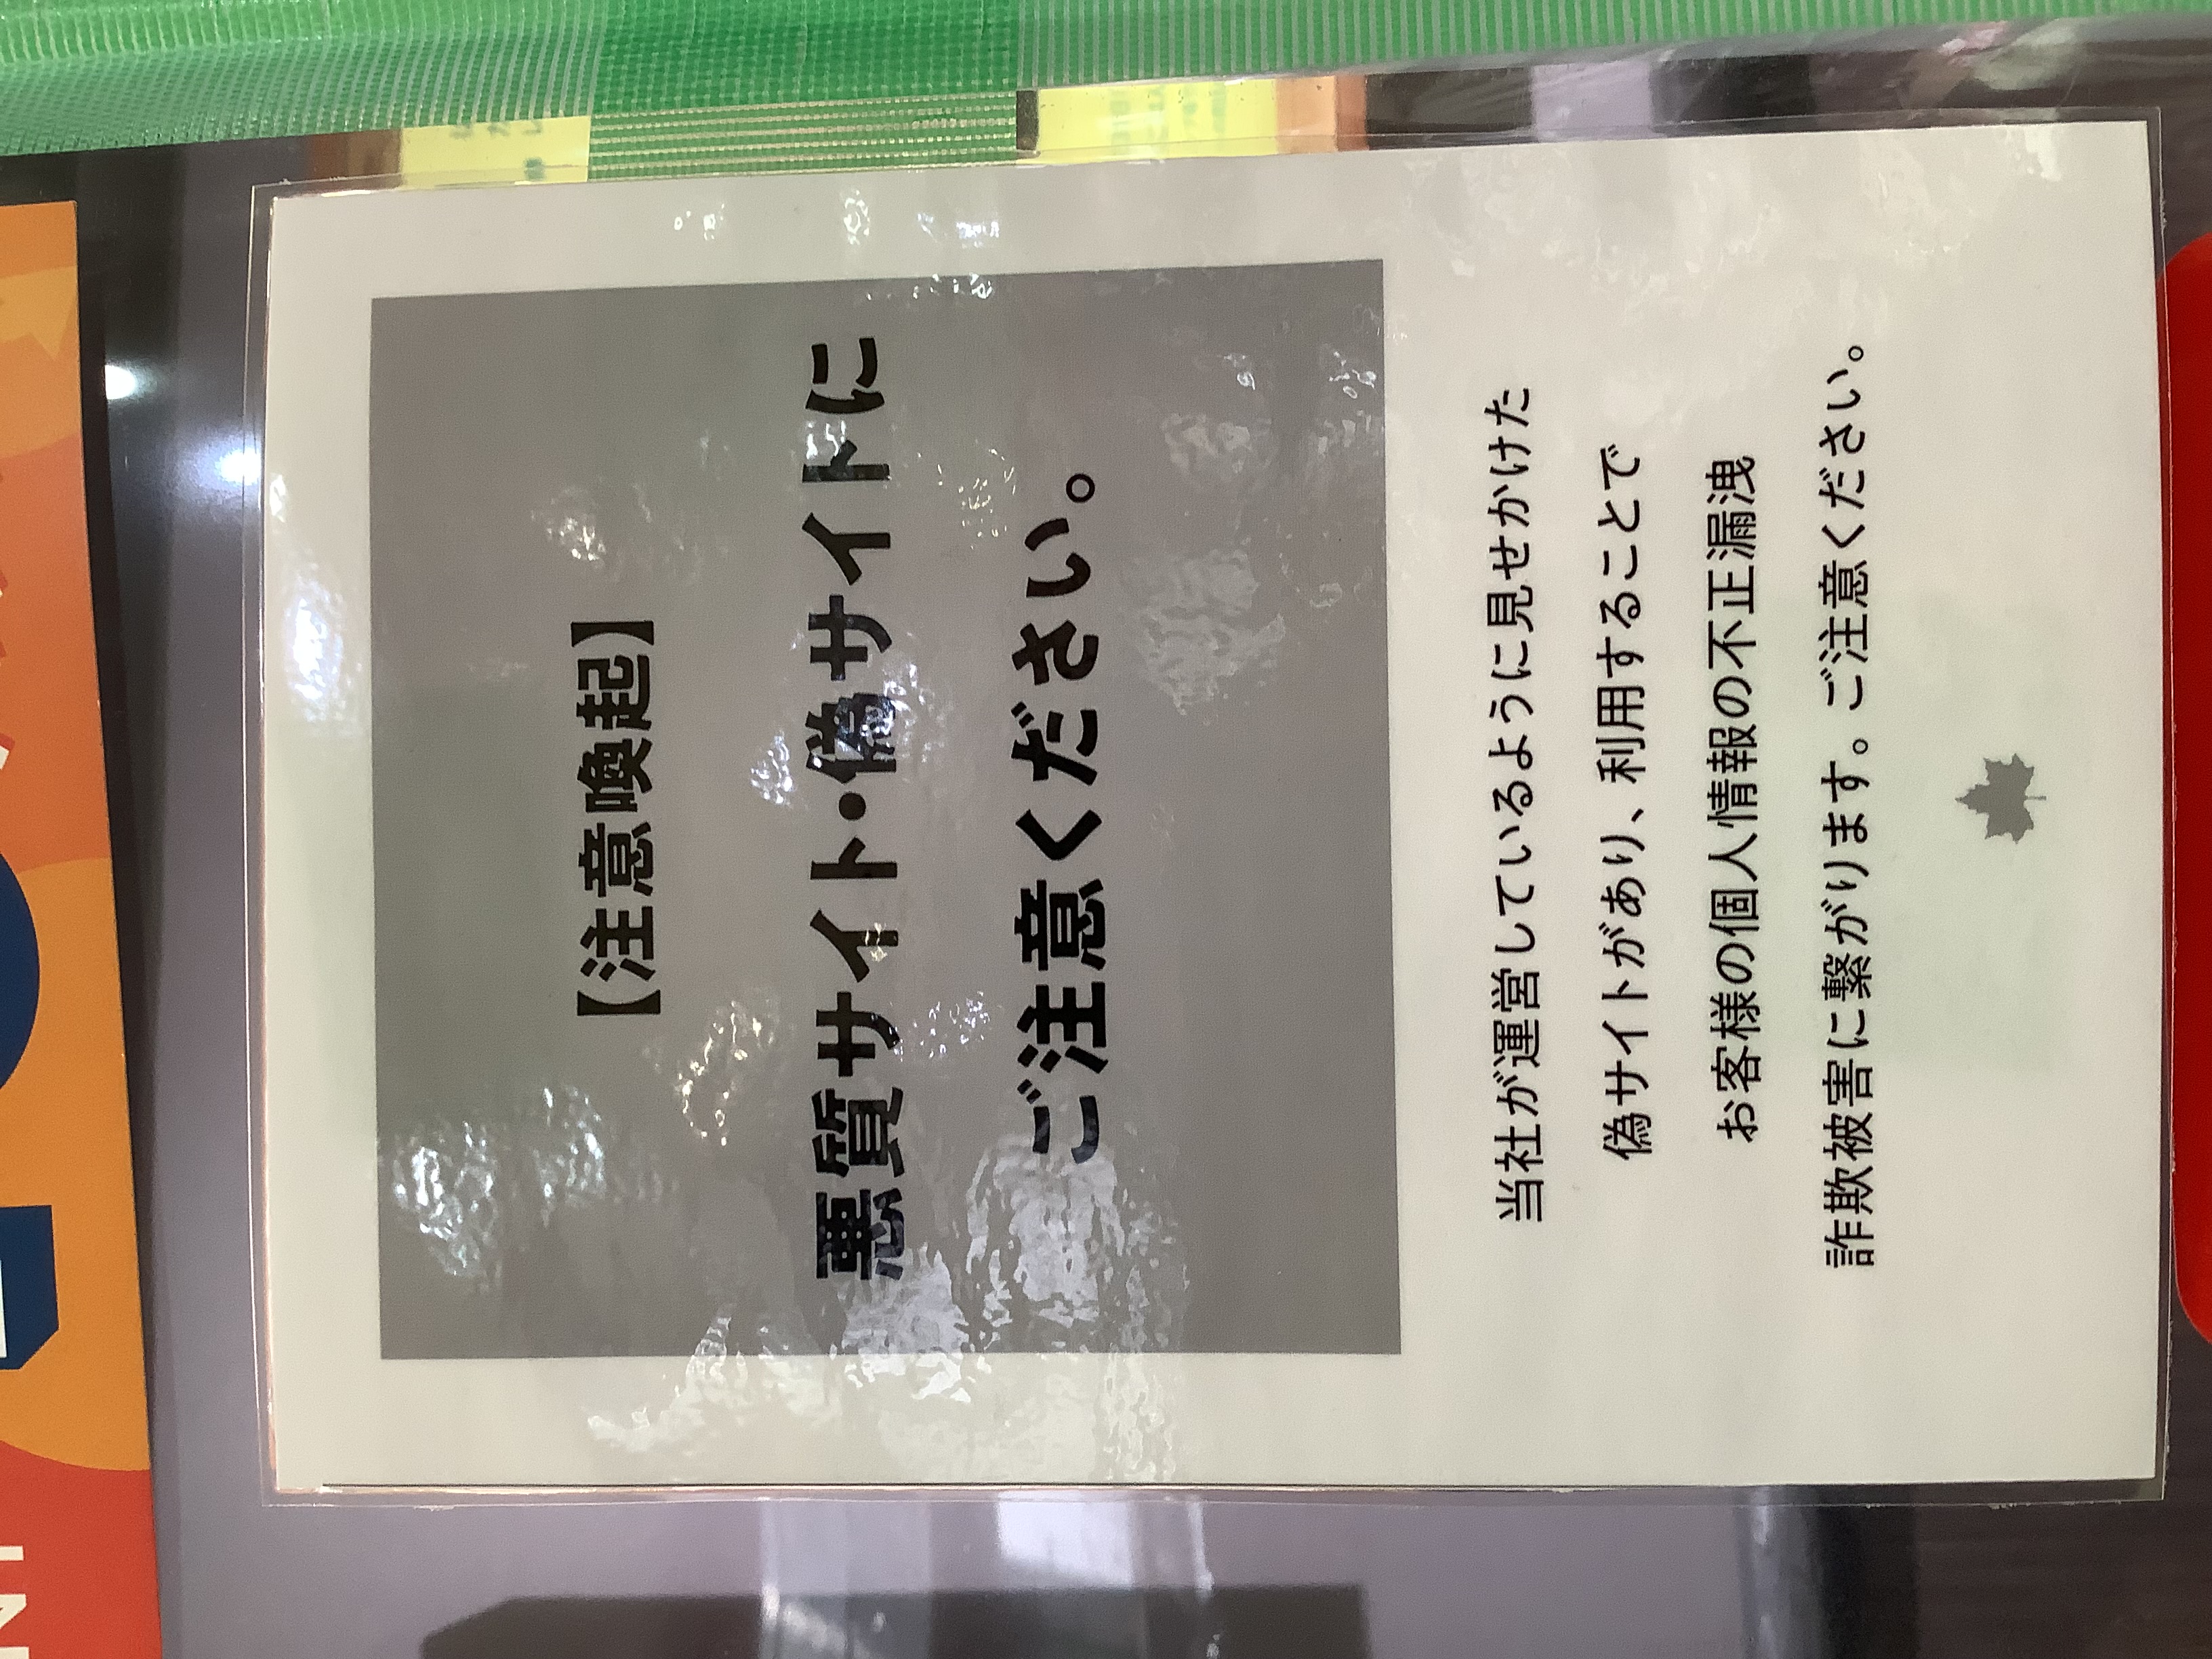 【注意喚起】
悪質サイト・偽サイトに
ご注意ください。
当社が運営しているように見せかけた
偽サイトがあり、利用することで
お客様の個人情報の不正漏洩
詐欺被害に繋がります。ご注意ください。